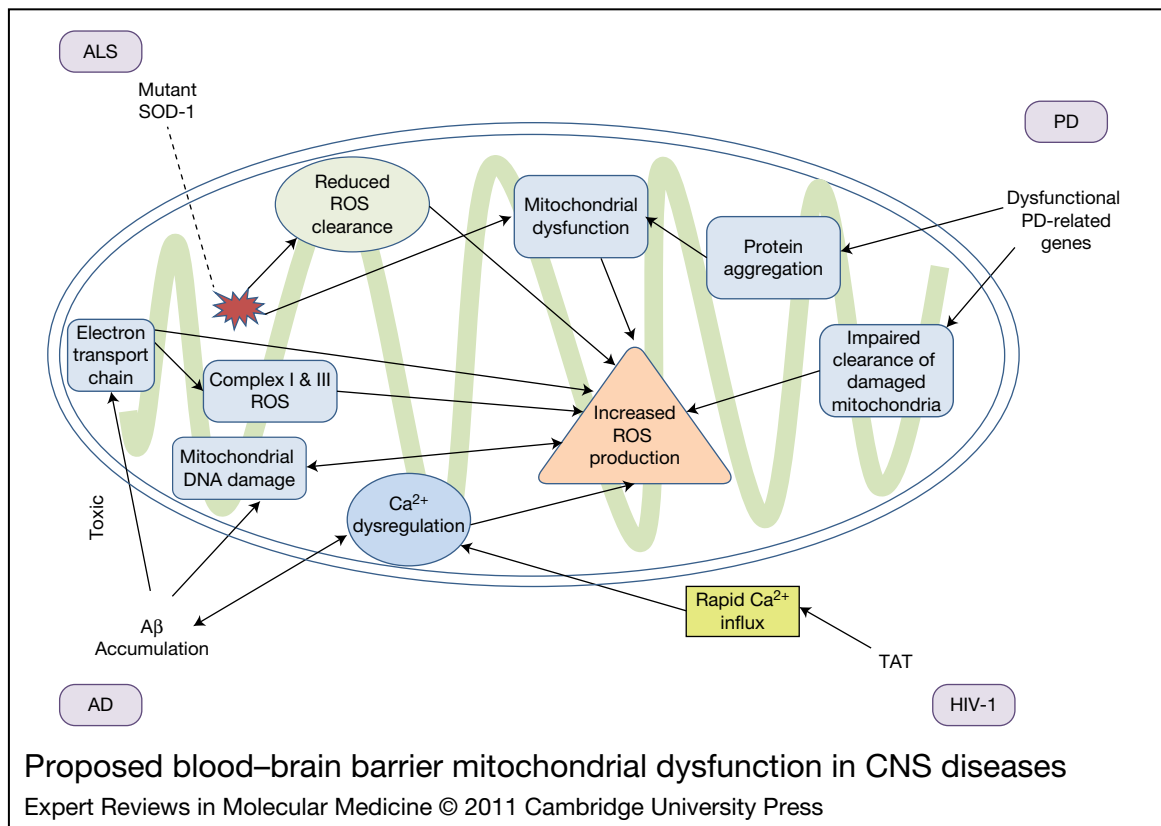 ALS
Mutant
SOD-1
PD
Reduced
ROS
clearance
Mitochondrial
dysfunction
Protein
aggregation
Dysfunctional
PD-related
genes
Electron
transport
chain
Complex I & III
ROS
Impaired
clearance of
damaged
mitochondria
Increased
ROS
production
Mitochondrial
DNA damage
Ca²⁺
dysregulation
Toxic
Aβ
Accumulation
Rapid Ca²⁺
influx
TAT
AD
HIV-1
Proposed blood–brain barrier mitochondrial dysfunction in CNS diseases
Expert Reviews in Molecular Medicine © 2011 Cambridge University Press